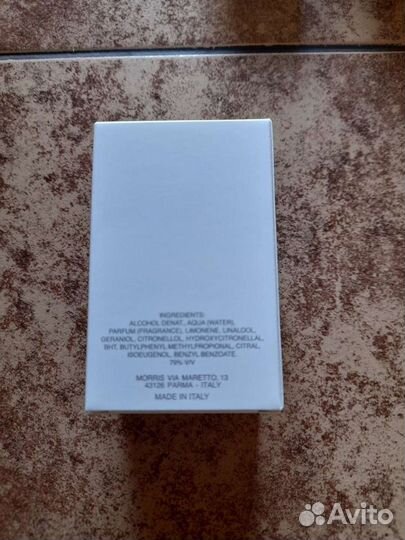 INGREDIENTS:
ALCOHOL DENAT., AQUA (WATER),
PARFUM (FRAGRANCE), LIMONENE, LINALOOL,
GERANIOL, CITRONELLOL, HYDROXYCITRONELLAL,
BHT, BUTYLPHENYL METHYLPROPIONAL, CITRAL,
ISOEUGENOL, BENZYL BENZOATE.
79% V/V
MORRIS VIA MARETTO, 13
43126 PARMA - ITALY
MADE IN ITALY
Avito